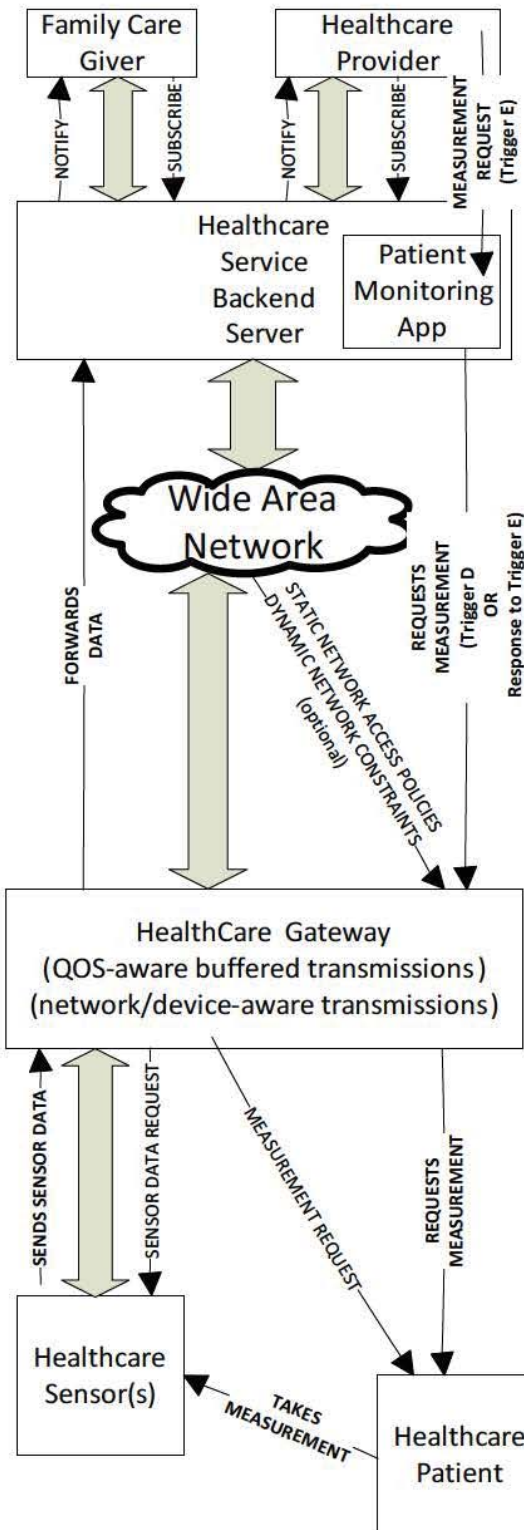 Family Care
Giver
Healthcare
Provider
NOTIFY
SUBSCRIBE
NOTIFY
SUBSCRIBE
MEASUREMENT
REQUEST
(Trigger E)
Healthcare
Service
Backend
Server
Patient
Monitoring
App
Wide Area
Network
FORWARDS
DATA
STATIC NETWORK ACCESS POLICIES
DYNAMIC NETWORK CONSTRAINTS
(optional)
REQUESTS
MEASUREMENT
(Trigger D
OR
Response to Trigger E)
HealthCare Gateway
(QOS-aware buffered transmissions)
(network/device-aware transmissions)
SENDS SENSOR DATA
SENSOR DATA REQUEST
MEASUREMENT REQUEST
REQUESTS
MEASUREMENT
Healthcare
Sensor(s)
TAKES
MEASUREMENT
Healthcare
Patient